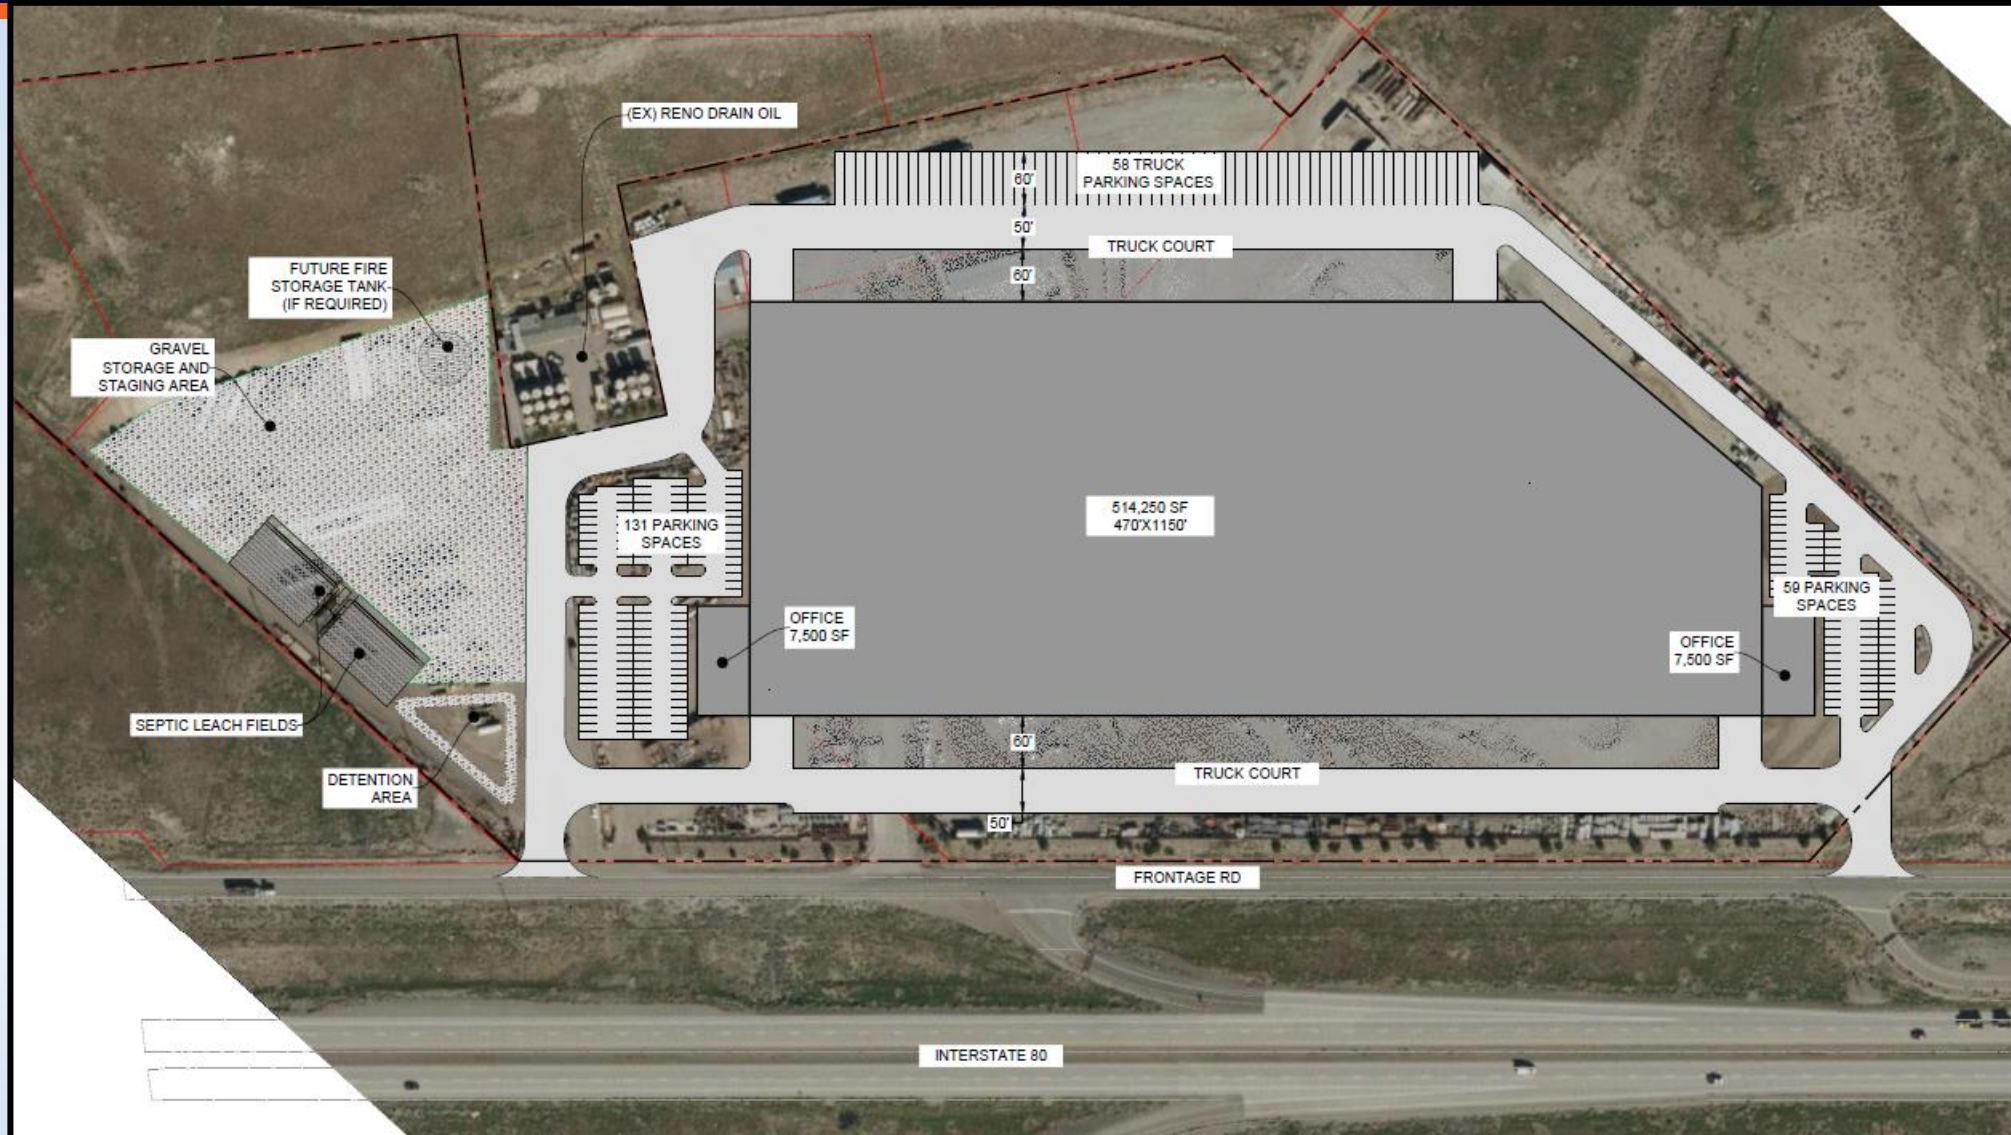 (EX) RENO DRAIN OIL
58 TRUCK
PARKING SPACES
60'
50'
TRUCK COURT
60'
FUTURE FIRE
STORAGE TANK
(IF REQUIRED)
GRAVEL
STORAGE AND
STAGING AREA
131 PARKING
SPACES
514,250 SF
470'X1150'
59 PARKING
SPACES
OFFICE
7,500 SF
OFFICE
7,500 SF
SEPTIC LEACH FIELDS
DETENTION
AREA
60'
TRUCK COURT
50'
FRONTAGE RD
INTERSTATE 80